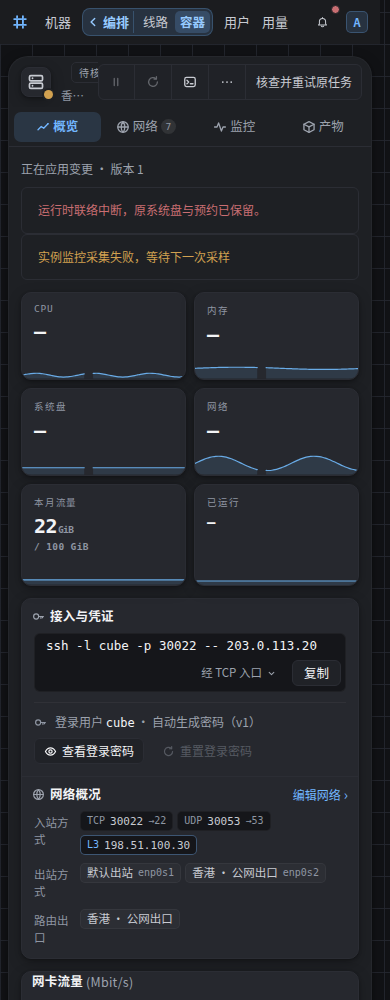 机器 编排 线路 容器 用户 用量 A
待核
香… 核查并重试原任务
概览 网络 7 监控 产物
正在应用变更 · 版本 1
运行时联络中断，原系统盘与预约已保留。
实例监控采集失败，等待下一次采样
CPU 内存
— —
系统盘 网络
— —
本月流量 已运行
22 GiB —
/ 100 GiB
接入与凭证
ssh -l cube -p 30022 -- 203.0.113.20
经 TCP 入口 复制
登录用户 cube · 自动生成密码（v1）
查看登录密码 重置登录密码
网络概况 编辑网络 ›
入站方式 TCP 30022 →22 UDP 30053 →53
L3 198.51.100.30
出站方式 默认出站 enp0s1 香港 · 公网出口 enp0s2
路由出口 香港 · 公网出口
网卡流量 (Mbit/s)